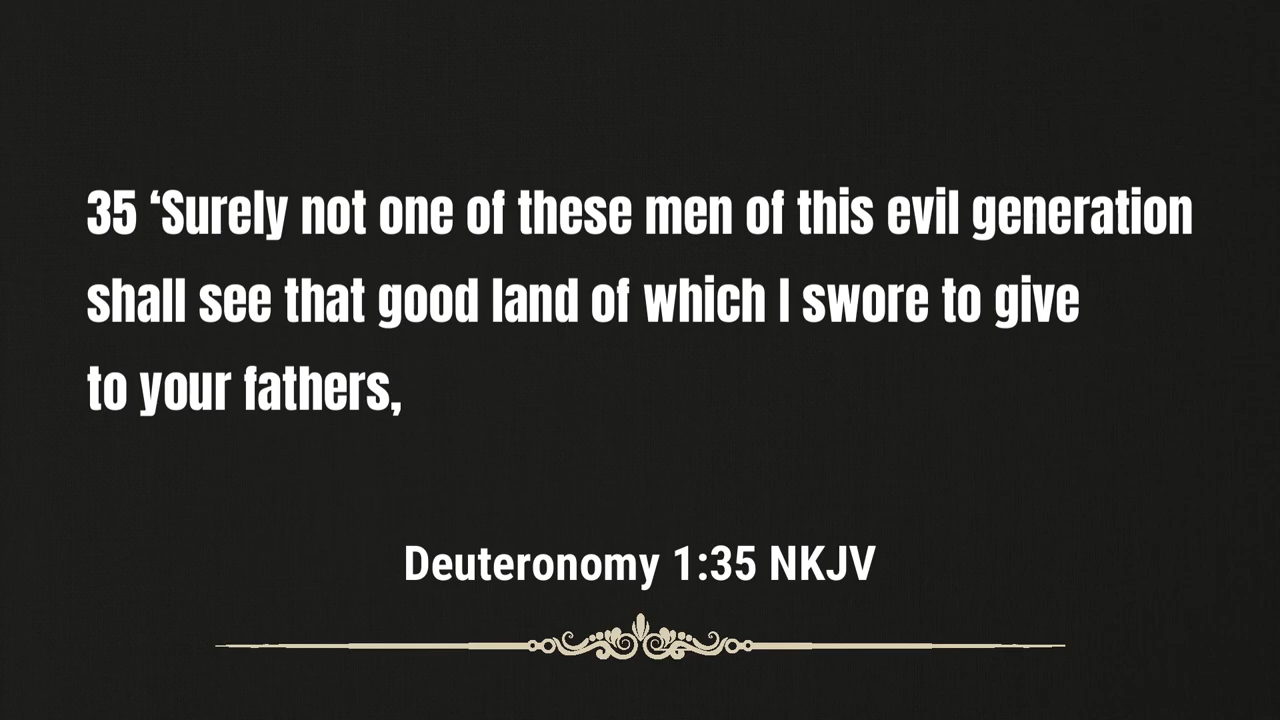 35 ‘Surely not one of these men of this evil generation
shall see that good land of which I swore to give
to your fathers,
Deuteronomy 1:35 NKJV